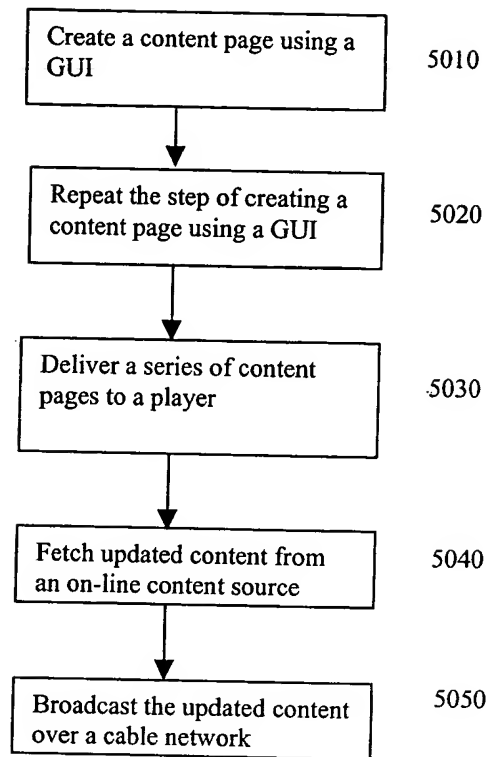 Create a content page using a
GUI
5010
Repeat the step of creating a
content page using a GUI
5020
Deliver a series of content
pages to a player
5030
Fetch updated content from
an on-line content source
5040
Broadcast the updated content
over a cable network
5050